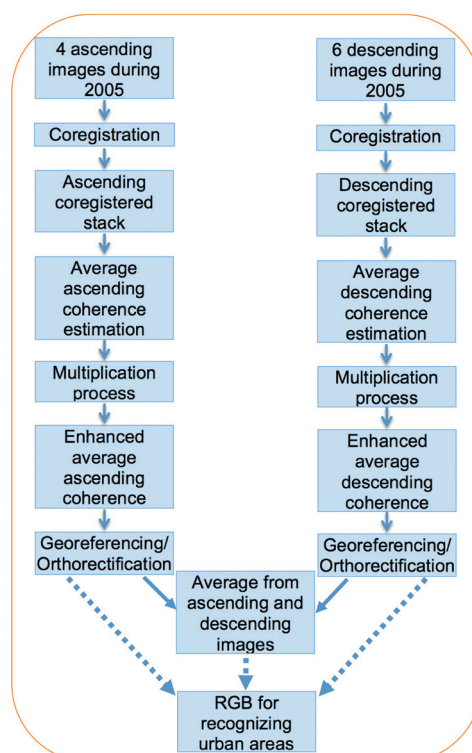 4 ascending
images during
2005
Coregistration
Ascending
coregistered
stack
Average
ascending
coherence
estimation
Multiplication
process
Enhanced
average
ascending
coherence
Georeferencing/
Orthorectification
6 descending
images during
2005
Coregistration
Descending
coregistered
stack
Average
descending
coherence
estimation
Multiplication
process
Enhanced
average
descending
coherence
Georeferencing/
Orthorectification
Average from
ascending and
descending
images
RGB for
recognizing
urban areas